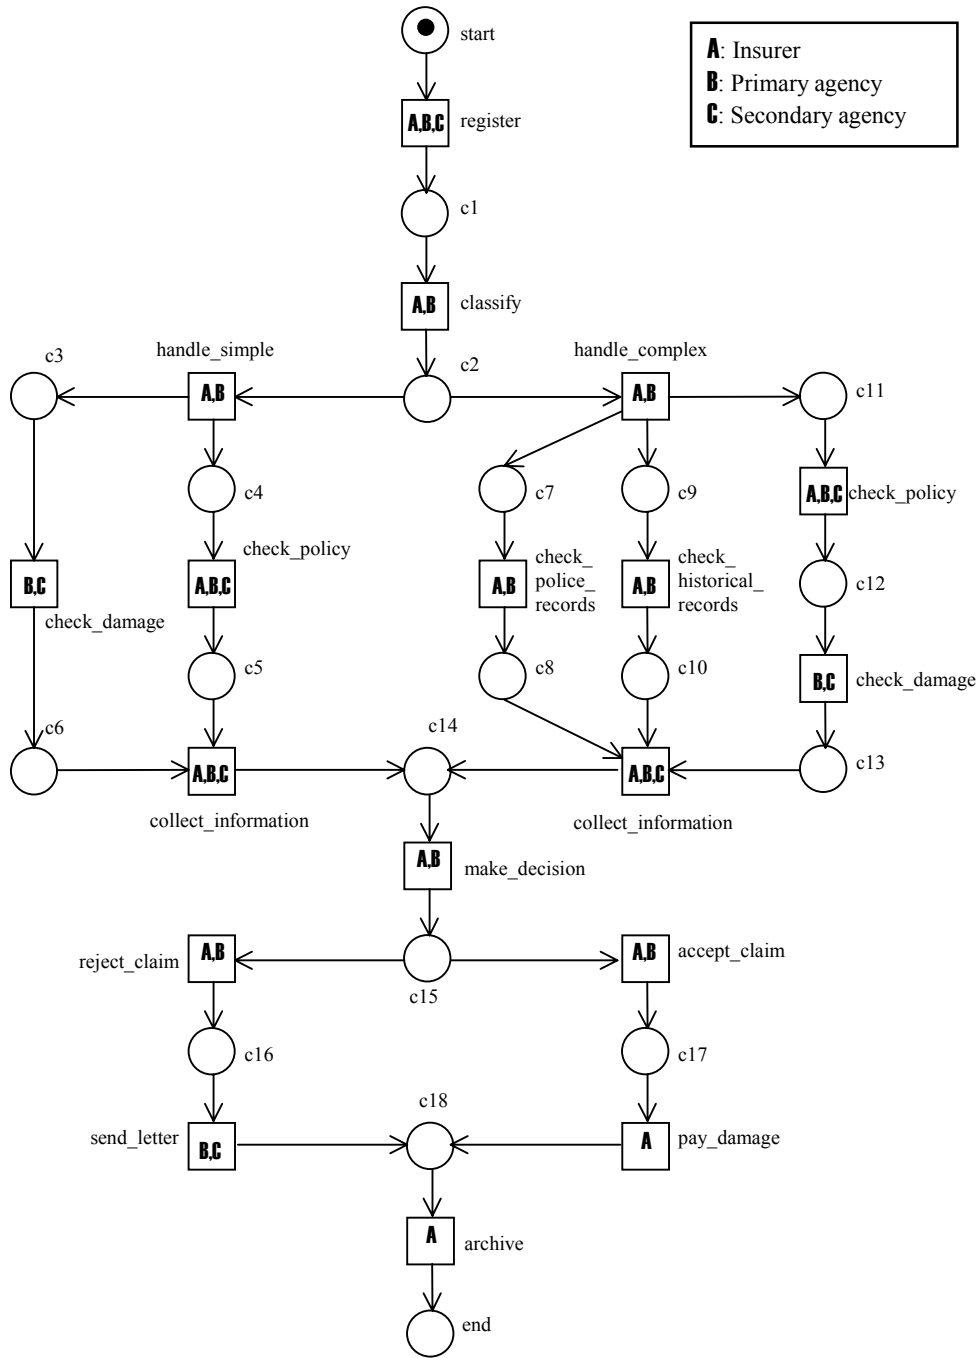 start
A: Insurer
B: Primary agency
C: Secondary agency
A,B,C
register
c1
A,B
classify
c3
handle_simple
c2
handle_complex
A,B
A,B
c11
c4
c7
c9
A,B,C
check_policy
check_policy
B,C
A,B,C
A,B
check_
police_
records
A,B
check_
historical_
records
c12
check_damage
c5
c8
c10
B,C
check_damage
c6
c14
A,B,C
A,B,C
c13
collect_information
collect_information
A,B
make_decision
reject_claim
A,B
A,B
accept_claim
c15
c16
c17
c18
send_letter
B,C
A
pay_damage
A
archive
end